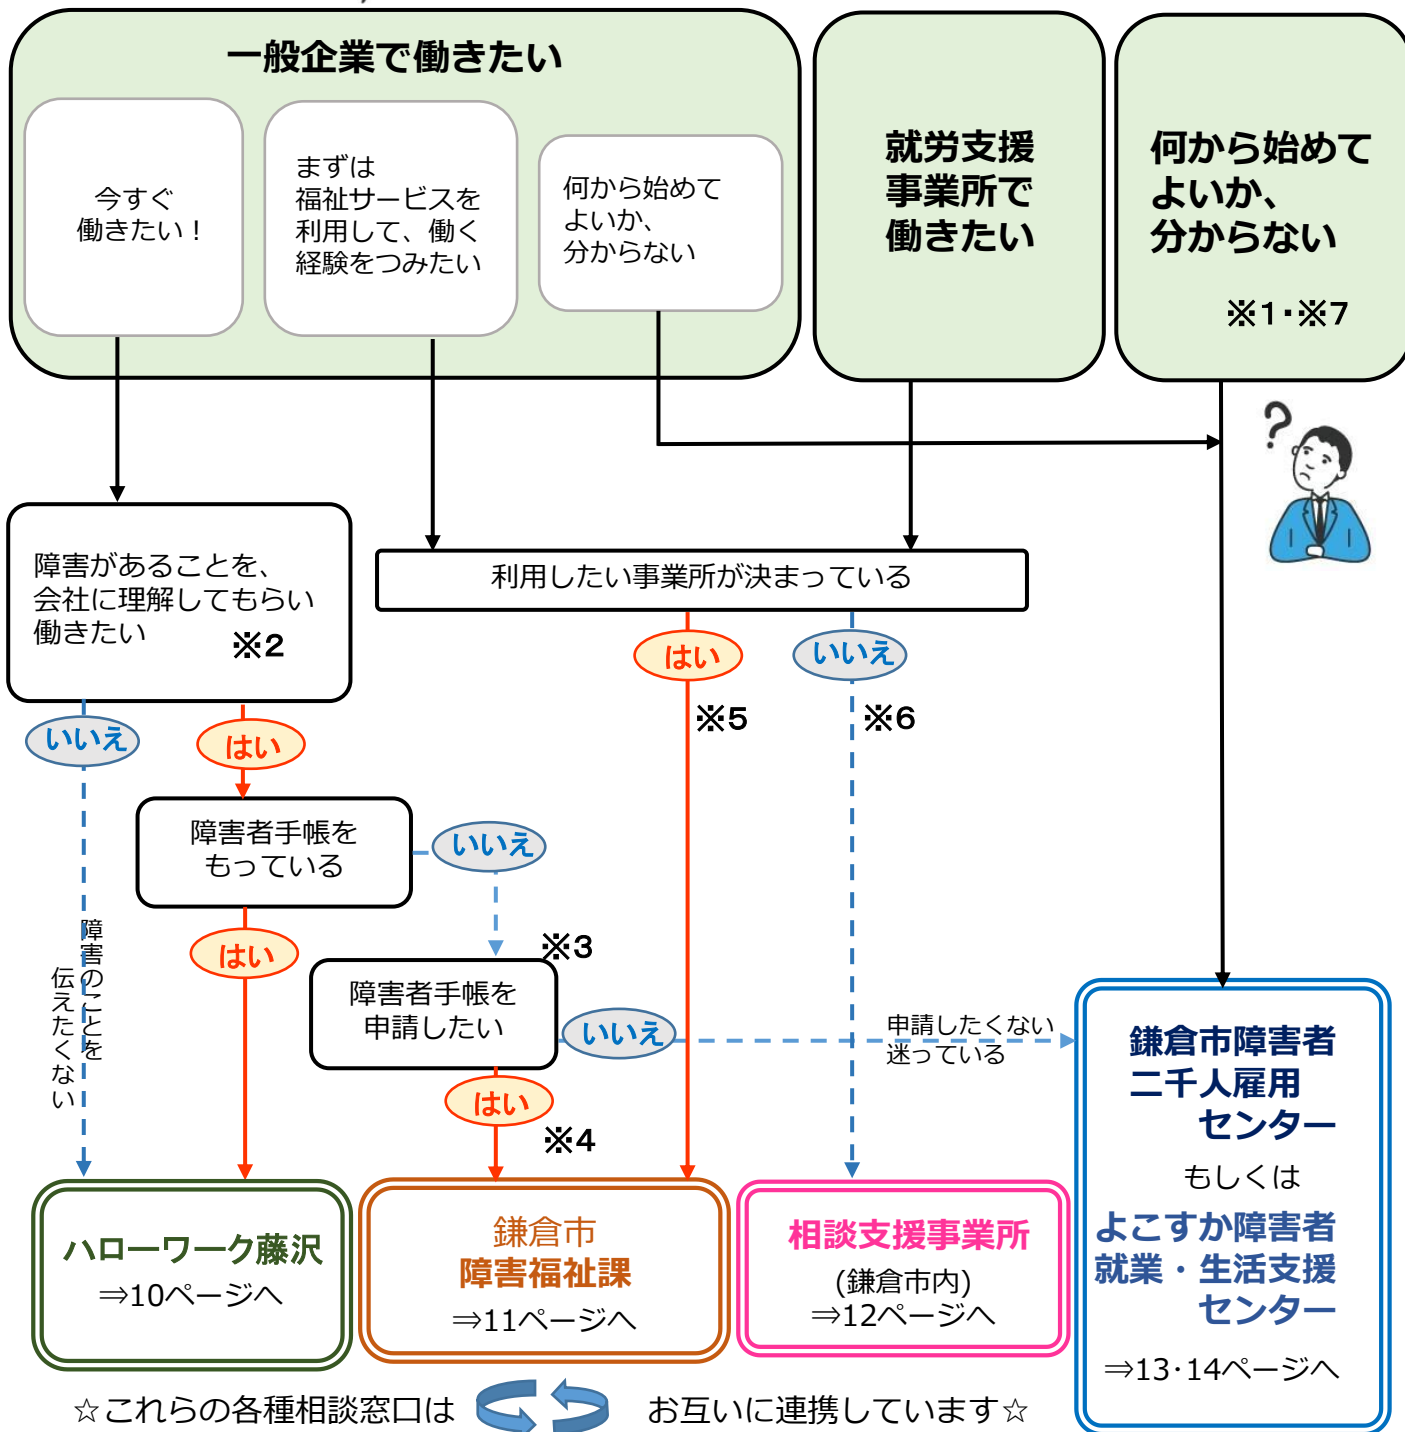 一般企業で働きたい
今すぐ
働きたい！
まずは
福祉サービスを
利用して、働く
経験をつみたい
何から始めて
よいか、
分からない
就労支援
事業所で
働きたい
何から始めて
よいか、
分からない
※1・※7
?
障害があることを、
会社に理解してもらい
働きたい
※2
利用したい事業所が決まっている
はい
いいえ
※5
※6
いいえ
はい
障害者手帳を
もっている
いいえ
はい
※3
障害者手帳を
申請したい
いいえ
申請したくない
迷っている
はい
※4
障害のことを
伝えたくない
ハローワーク藤沢
⇒10ページへ
鎌倉市
障害福祉課
⇒11ページへ
相談支援事業所
(鎌倉市内)
⇒12ページへ
鎌倉市障害者
二千人雇用
センター
もしくは
よこすか障害者
就業・生活支援
センター
⇒13･14ページへ
☆これらの各種相談窓口は
お互いに連携しています☆